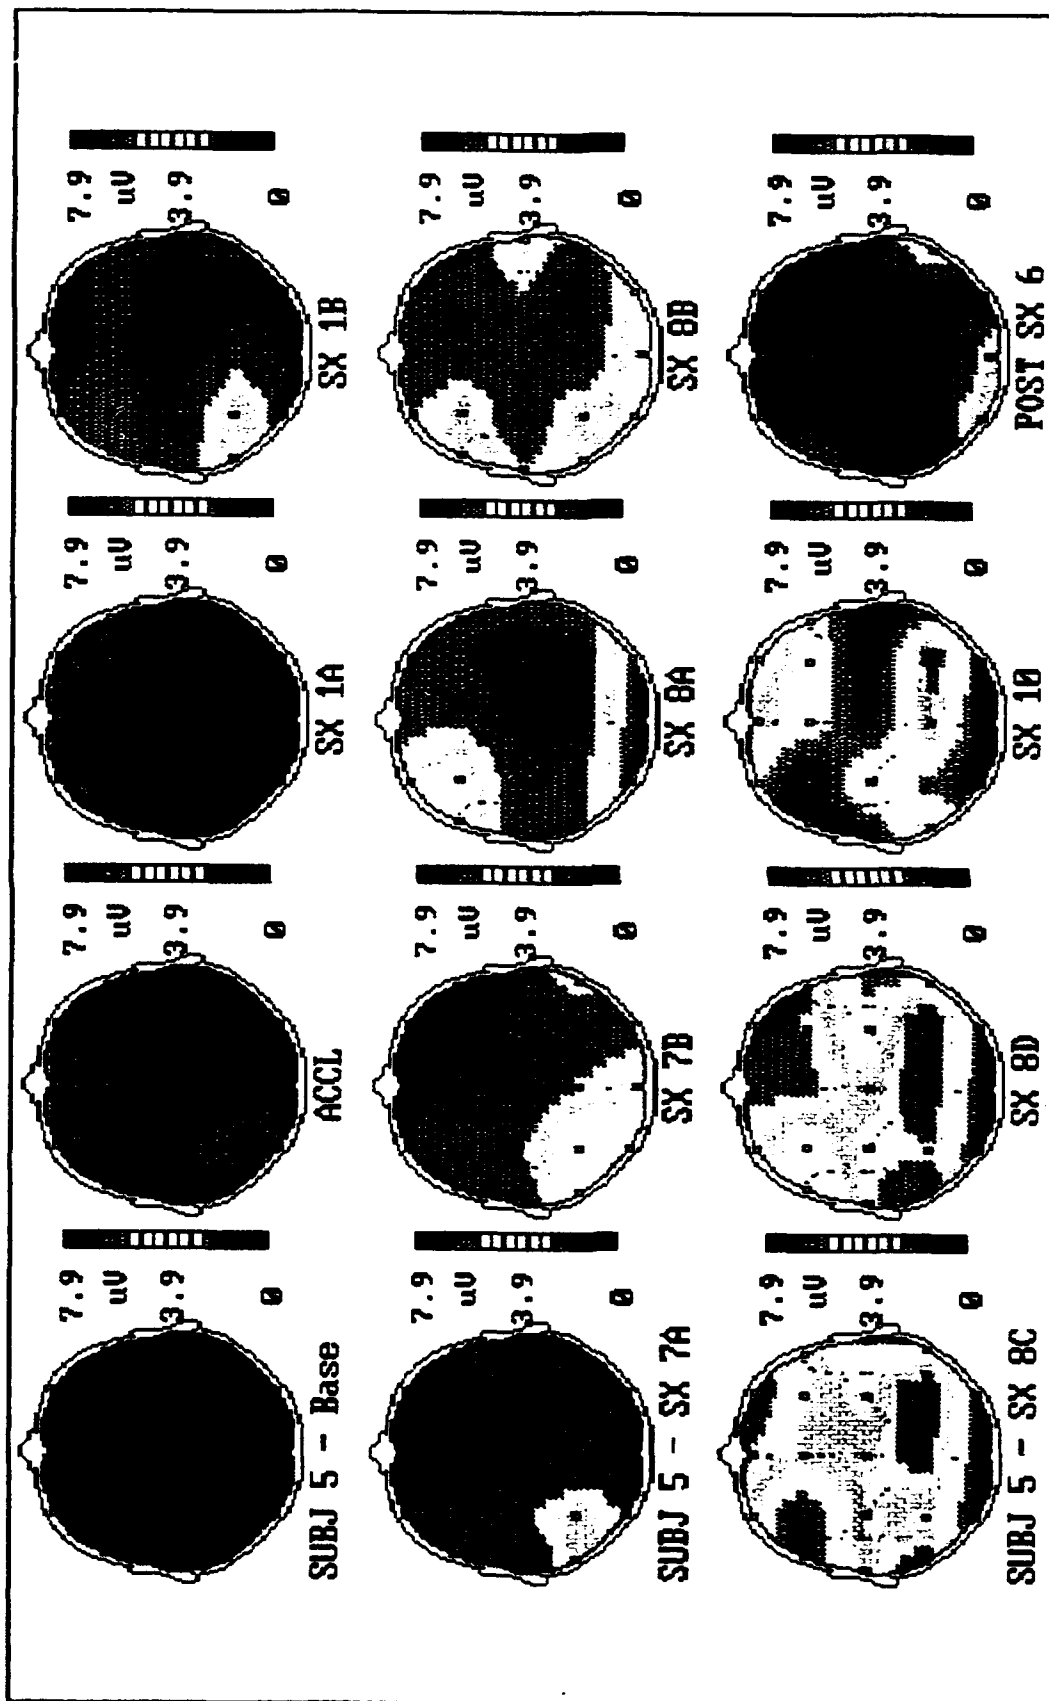 7.9
uV
3.9
0
SUBJ 5 - Base
7.9
uV
3.9
0
ACCL
7.9
uV
3.9
0
SX 1A
7.9
uV
3.9
0
SX 1B
7.9
uV
3.9
0
SUBJ 5 - SX 7A
7.9
uV
3.9
0
SX 7B
7.9
uV
3.9
0
SX 8A
7.9
uV
3.9
0
SX 8B
7.9
uV
3.9
0
SUBJ 5 - SX 8C
7.9
uV
3.9
0
SX 8D
7.9
uV
3.9
0
SX 10
7.9
uV
3.9
0
POST SX 6